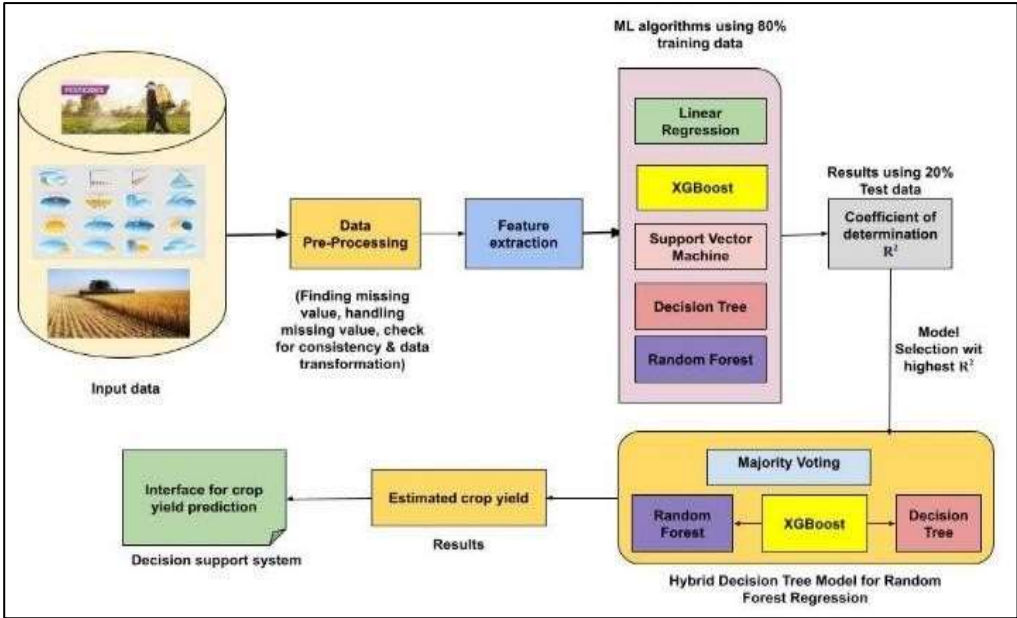 ML algorithms using 80%
training data
PESTICIDES
Linear
Regression
XGBoost
Support Vector
Machine
Decision Tree
Random Forest
Results using 20%
Test data
Coefficient of
determination
R²
Data
Pre-Processing
Feature
extraction
(Finding missing
value, handling
missing value, check
for consistency & data
transformation)
Input data
Model
Selection wit
highest R²
Majority Voting
Random
Forest
XGBoost
Decision
Tree
Hybrid Decision Tree Model for Random
Forest Regression
Estimated crop yield
Results
Interface for crop
yield prediction
Decision support system